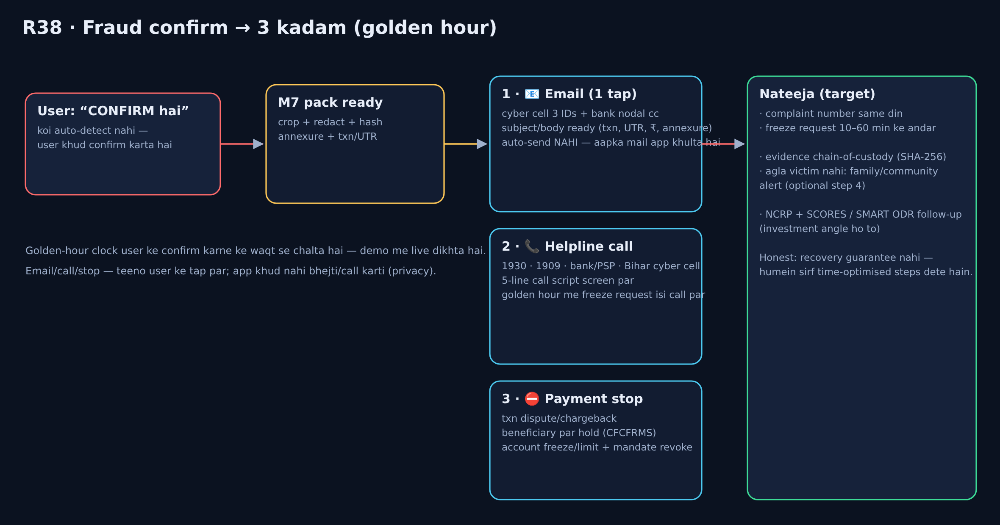 R38 · Fraud confirm → 3 kadam (golden hour)
User: “CONFIRM hai”
koi auto-detect nahi —
user khud confirm karta hai
M7 pack ready
crop + redact + hash
annexure + txn/UTR
1 · 📧 Email (1 tap)
cyber cell 3 IDs + bank nodal cc
subject/body ready (txn, UTR, ₹, annexure)
auto-send NAHI — aapka mail app khulta hai
2 · 📞 Helpline call
1930 · 1909 · bank/PSP · Bihar cyber cell
5-line call script screen par
golden hour me freeze request isi call par
3 · ⛔ Payment stop
txn dispute/chargeback
beneficiary par hold (CFCFRMS)
account freeze/limit + mandate revoke
Nateeja (target)
· complaint number same din
· freeze request 10–60 min ke andar
· evidence chain-of-custody (SHA-256)
· agla victim nahi: family/community
alert (optional step 4)
· NCRP + SCORES / SMART ODR follow-up
(investment angle ho to)
Honest: recovery guarantee nahi —
humein sirf time-optimised steps dete hain.
Golden-hour clock user ke confirm karne ke waqt se chalta hai — demo me live dikhta hai.
Email/call/stop — teeno user ke tap par; app khud nahi bhejti/call karti (privacy).